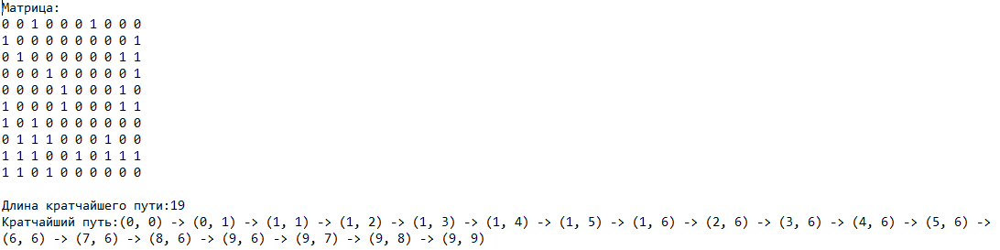 Матрица:
0 0 1 0 0 0 1 0 0 0
1 0 0 0 0 0 0 0 0 1
0 1 0 0 0 0 0 0 1 1
0 0 0 1 0 0 0 0 0 1
0 0 0 0 1 0 0 0 1 0
1 0 0 0 1 0 0 0 1 1
1 0 1 0 0 0 0 0 0 0
0 1 1 1 0 0 0 1 0 0
1 1 1 0 0 1 0 1 1 1
1 1 0 1 0 0 0 0 0 0
Длина кратчайшего пути:19
Кратчайший путь:(0, 0) -> (0, 1) -> (1, 1) -> (1, 2) -> (1, 3) -> (1, 4) -> (1, 5) -> (1, 6) -> (2, 6) -> (3, 6) -> (4, 6) -> (5, 6) ->
(6, 6) -> (7, 6) -> (8, 6) -> (9, 6) -> (9, 7) -> (9, 8) -> (9, 9)